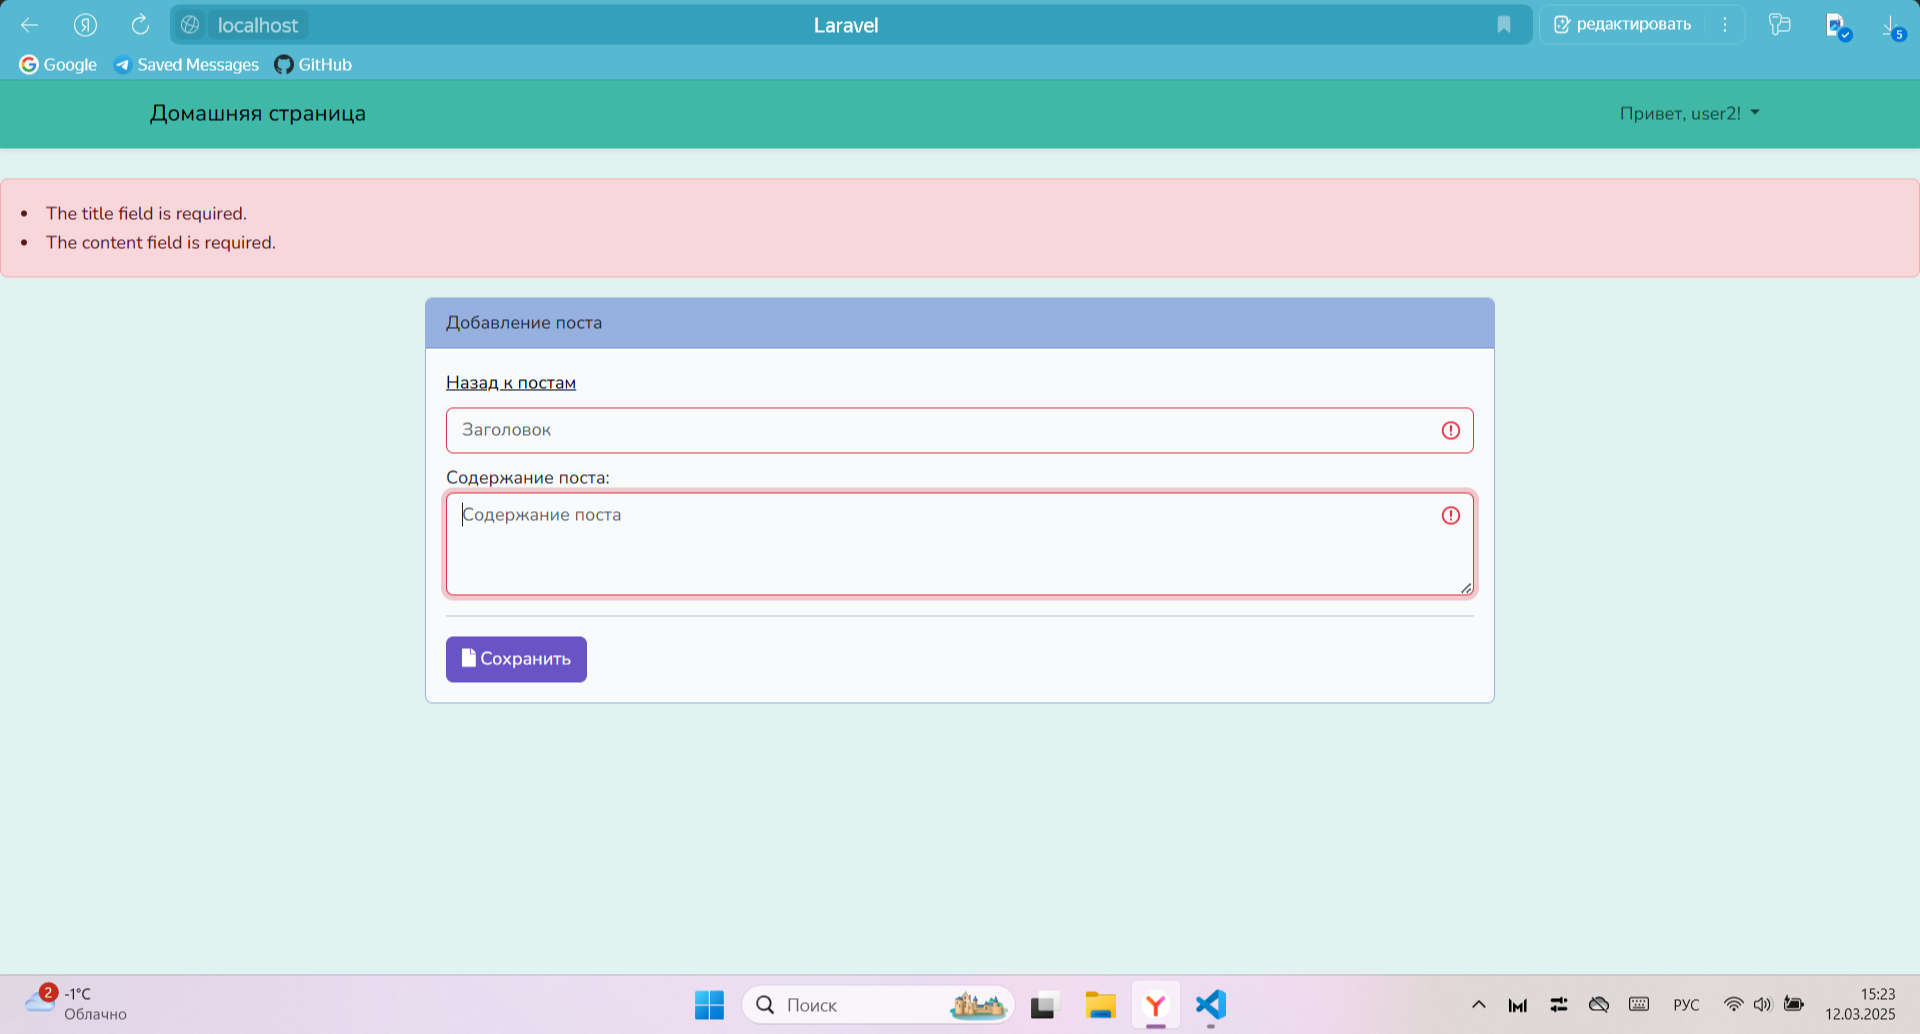 localhost
Laravel
редактировать
Google
Saved Messages
GitHub
5
Домашняя страница
Привет, user2!
The title field is required.
The content field is required.
Добавление поста
Назад к постам
Заголовок
Содержание поста:
Содержание поста
Сохранить
2
-1°C
Облачно
Поиск
РУС
15:23
12.03.2025